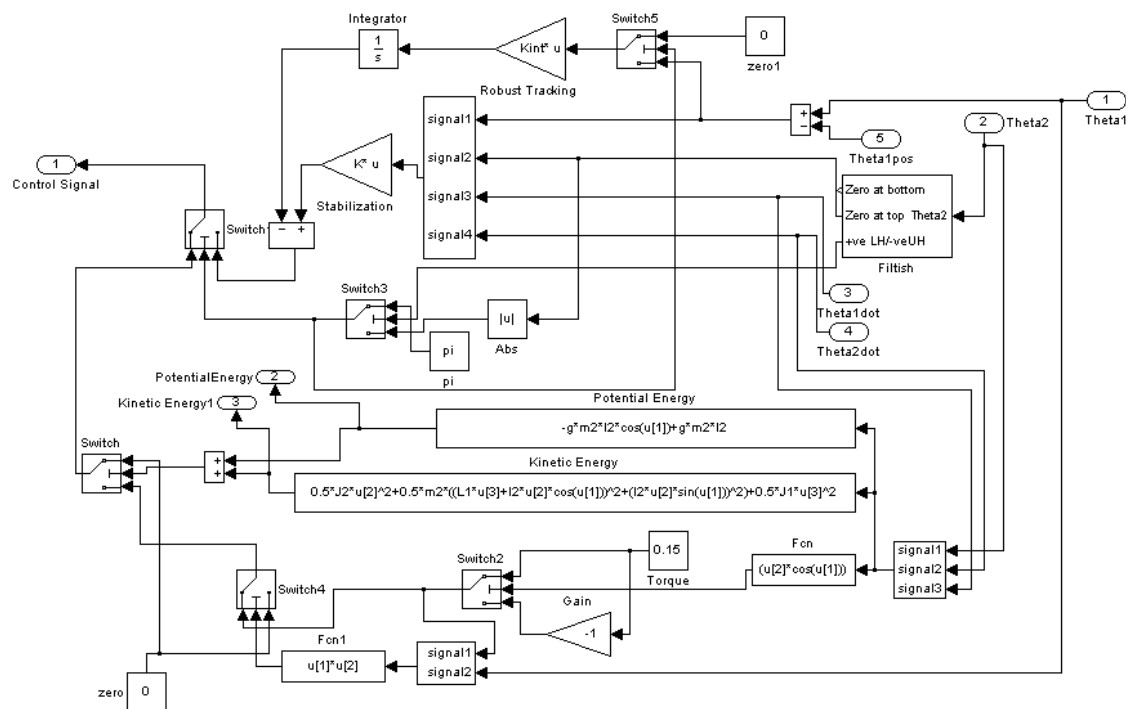 Integrator
Switch5
1
s
Kint* u
0
zero1
Robust Tracking
1
Theta1
signal1
+
−
2
Theta2
5
Theta1pos
1
Control Signal
K* u
signal2
Zero at bottom
Stabilization
signal3
Zero at top Theta2
Switch1
− +
signal4
+ve LH/-veUH
Filtish
Switch3
3
Theta1dot
|u|
Abs
4
Theta2dot
pi
pi
PotentialEnergy
2
Kinetic Energy1
3
Potential Energy
-g*m2*l2*cos(u[1])+g*m2*l2
Switch
+
+
Kinetic Energy
0.5*J2*u[2]^2+0.5*m2*((L1*u[3]+l2*u[2]*cos(u[1]))^2+(l2*u[2]*sin(u[1]))^2)+0.5*J1*u[3]^2
Switch2
0.15
Torque
Fcn
(u[2]*cos(u[1]))
signal1
signal2
signal3
Switch4
Gain
-1
Fcn1
u[1]*u[2]
signal1
signal2
zero
0